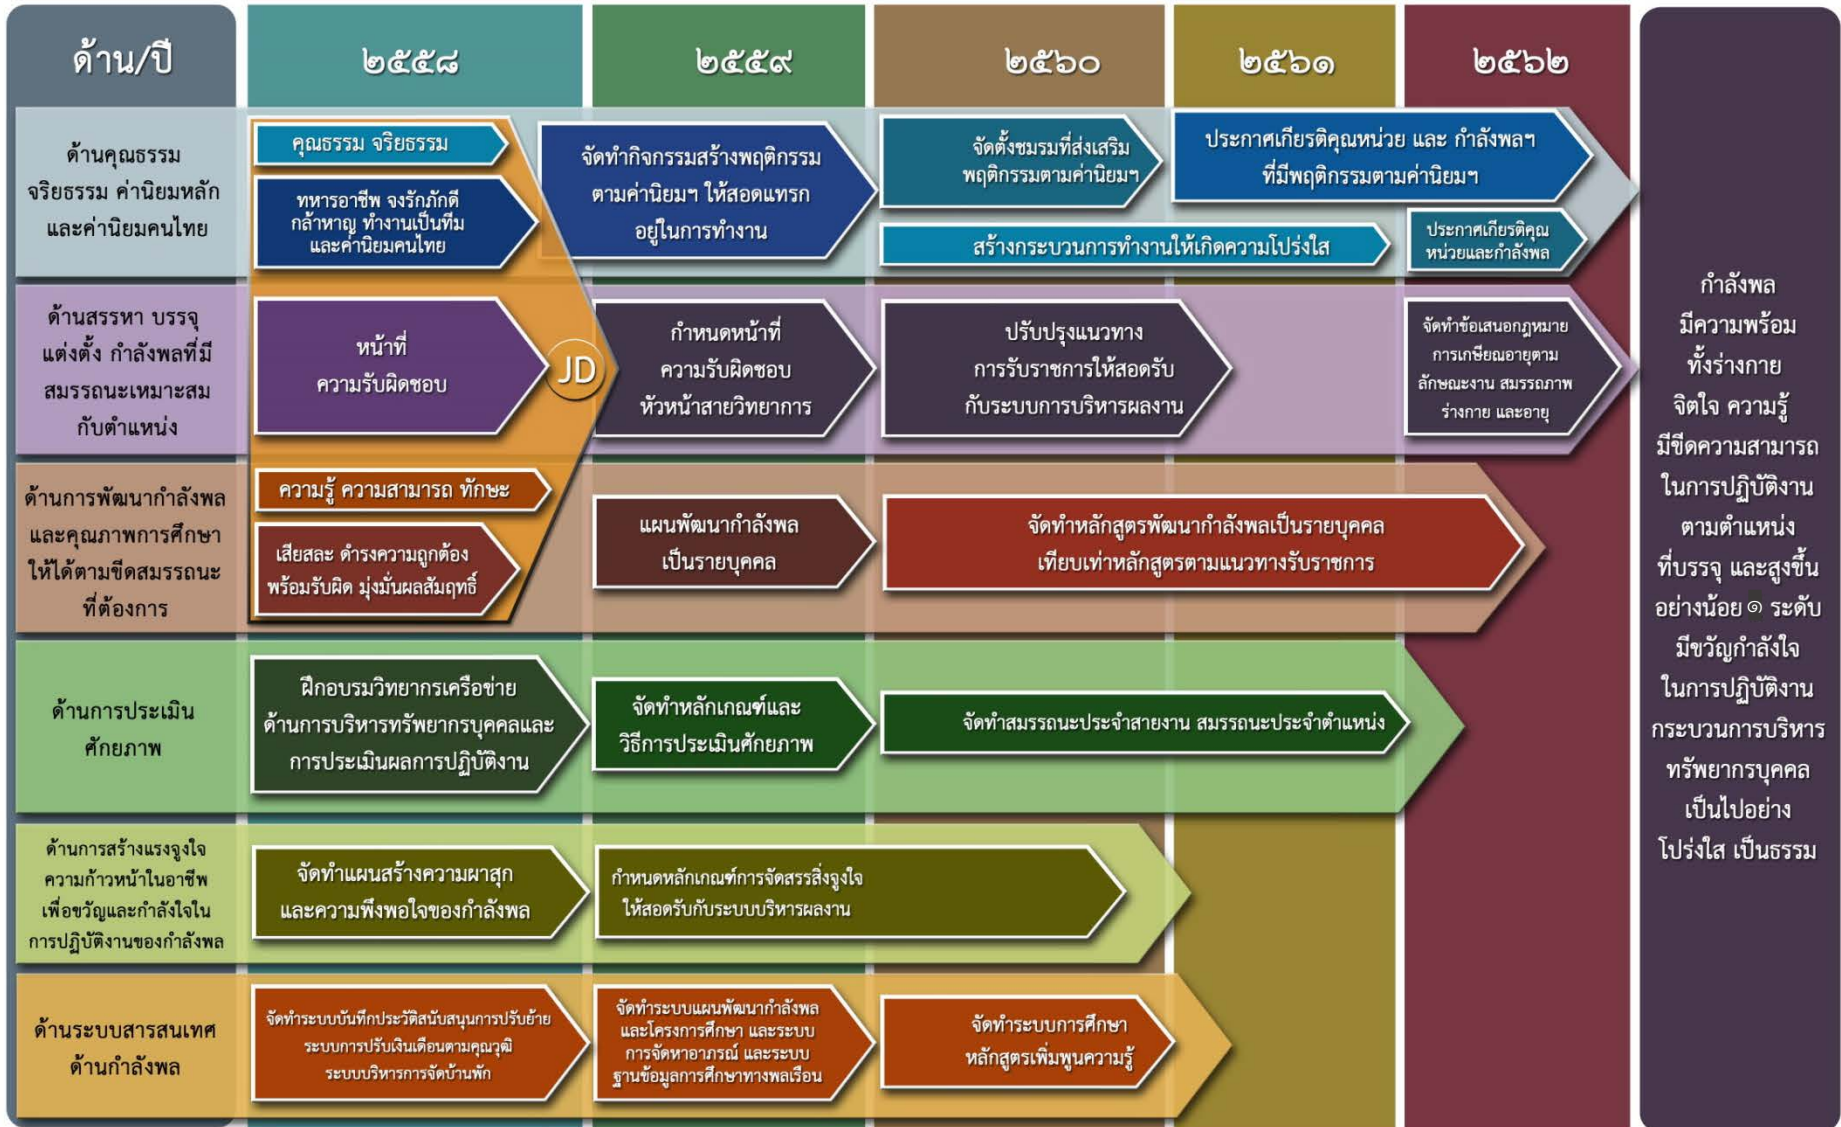 ด้าน/ปี
๒๕๕๘
๒๕๕๙
๒๕๖๐
๒๕๖๑
๒๕๖๒
ด้านคุณธรรม
จริยธรรม ค่านิยมหลัก
และค่านิยมคนไทย
คุณธรรม จริยธรรม
ทหารอาชีพ จงรักภักดี
กล้าหาญ ทำงานเป็นทีม
และค่านิยมคนไทย
จัดทำกิจกรรมสร้างพฤติกรรม
ตามค่านิยมฯ ให้สอดแทรก
อยู่ในการทำงาน
จัดตั้งชมรมที่ส่งเสริม
พฤติกรรมตามค่านิยมฯ
ประกาศเกียรติคุณหน่วย และ กำลังพลฯ
ที่มีพฤติกรรมตามค่านิยมฯ
สร้างกระบวนการทำงานให้เกิดความโปร่งใส
ประกาศเกียรติคุณ
หน่วยและกำลังพล
ด้านสรรหา บรรจุ
แต่งตั้ง กำลังพลที่มี
สมรรถนะเหมาะสม
กับตำแหน่ง
หน้าที่
ความรับผิดชอบ
JD
กำหนดหน้าที่
ความรับผิดชอบ
หัวหน้าสายวิทยาการ
ปรับปรุงแนวทาง
การรับราชการให้สอดรับ
กับระบบการบริหารผลงาน
จัดทำข้อเสนอกฎหมาย
การเกษียณอายุตาม
ลักษณะงาน สมรรถภาพ
ร่างกาย และอายุ
ด้านการพัฒนากำลังพล
และคุณภาพการศึกษา
ให้ได้ตามขีดสมรรถนะ
ที่ต้องการ
ความรู้ ความสามารถ ทักษะ
เสียสละ ดำรงความถูกต้อง
พร้อมรับผิด มุ่งมั่นผลสัมฤทธิ์
แผนพัฒนากำลังพล
เป็นรายบุคคล
จัดทำหลักสูตรพัฒนากำลังพลเป็นรายบุคคล
เทียบเท่าหลักสูตรตามแนวทางรับราชการ
ด้านการประเมิน
ศักยภาพ
ฝึกอบรมวิทยากรเครือข่าย
ด้านการบริหารทรัพยากรบุคคลและ
การประเมินผลการปฏิบัติงาน
จัดทำหลักเกณฑ์และ
วิธีการประเมินศักยภาพ
จัดทำสมรรถนะประจำสายงาน สมรรถนะประจำตำแหน่ง
ด้านการสร้างแรงจูงใจ
ความก้าวหน้าในอาชีพ
เพื่อขวัญและกำลังใจใน
การปฏิบัติงานของกำลังพล
จัดทำแผนสร้างความผาสุก
และความพึงพอใจของกำลังพล
กำหนดหลักเกณฑ์การจัดสรรสิ่งจูงใจ
ให้สอดรับกับระบบบริหารผลงาน
ด้านระบบสารสนเทศ
ด้านกำลังพล
จัดทำระบบบันทึกประวัติสนับสนุนการปรับย้าย
ระบบการปรับเงินเดือนตามคุณวุฒิ
ระบบบริหารการจัดบ้านพัก
จัดทำระบบแผนพัฒนากำลังพล
และโครงการศึกษา และระบบ
การจัดหาอาภรณ์ และระบบ
ฐานข้อมูลการศึกษาทางพลเรือน
จัดทำระบบการศึกษา
หลักสูตรเพิ่มพูนความรู้
กำลังพล
มีความพร้อม
ทั้งร่างกาย
จิตใจ ความรู้
มีขีดความสามารถ
ในการปฏิบัติงาน
ตามตำแหน่ง
ที่บรรจุ และสูงขึ้น
อย่างน้อย ๑ ระดับ
มีขวัญกำลังใจ
ในการปฏิบัติงาน
กระบวนการบริหาร
ทรัพยากรบุคคล
เป็นไปอย่าง
โปร่งใส เป็นธรรม